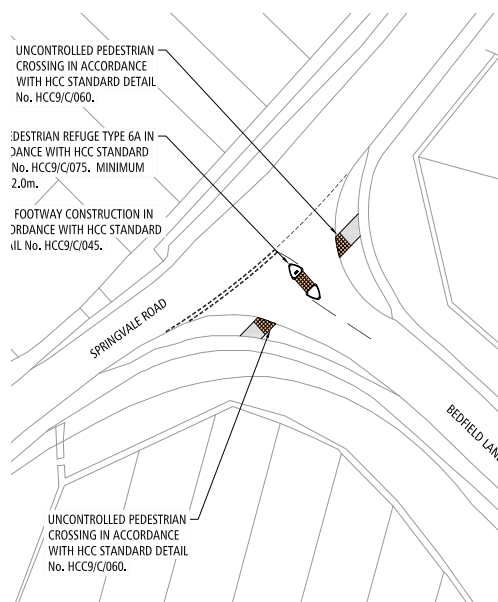 UNCONTROLLED PEDESTRIAN
CROSSING IN ACCORDANCE
WITH HCC STANDARD DETAIL
No. HCC9/C/060.
EDESTRIAN REFUGE TYPE 6A IN
DANCE WITH HCC STANDARD
No. HCC9/C/075. MINIMUM
2.0m.
FOOTWAY CONSTRUCTION IN
ORDANCE WITH HCC STANDARD
AIL No. HCC9/C/045.
SPRINGVALE ROAD
BEDFIELD LAN
UNCONTROLLED PEDESTRIAN
CROSSING IN ACCORDANCE
WITH HCC STANDARD DETAIL
No. HCC9/C/060.